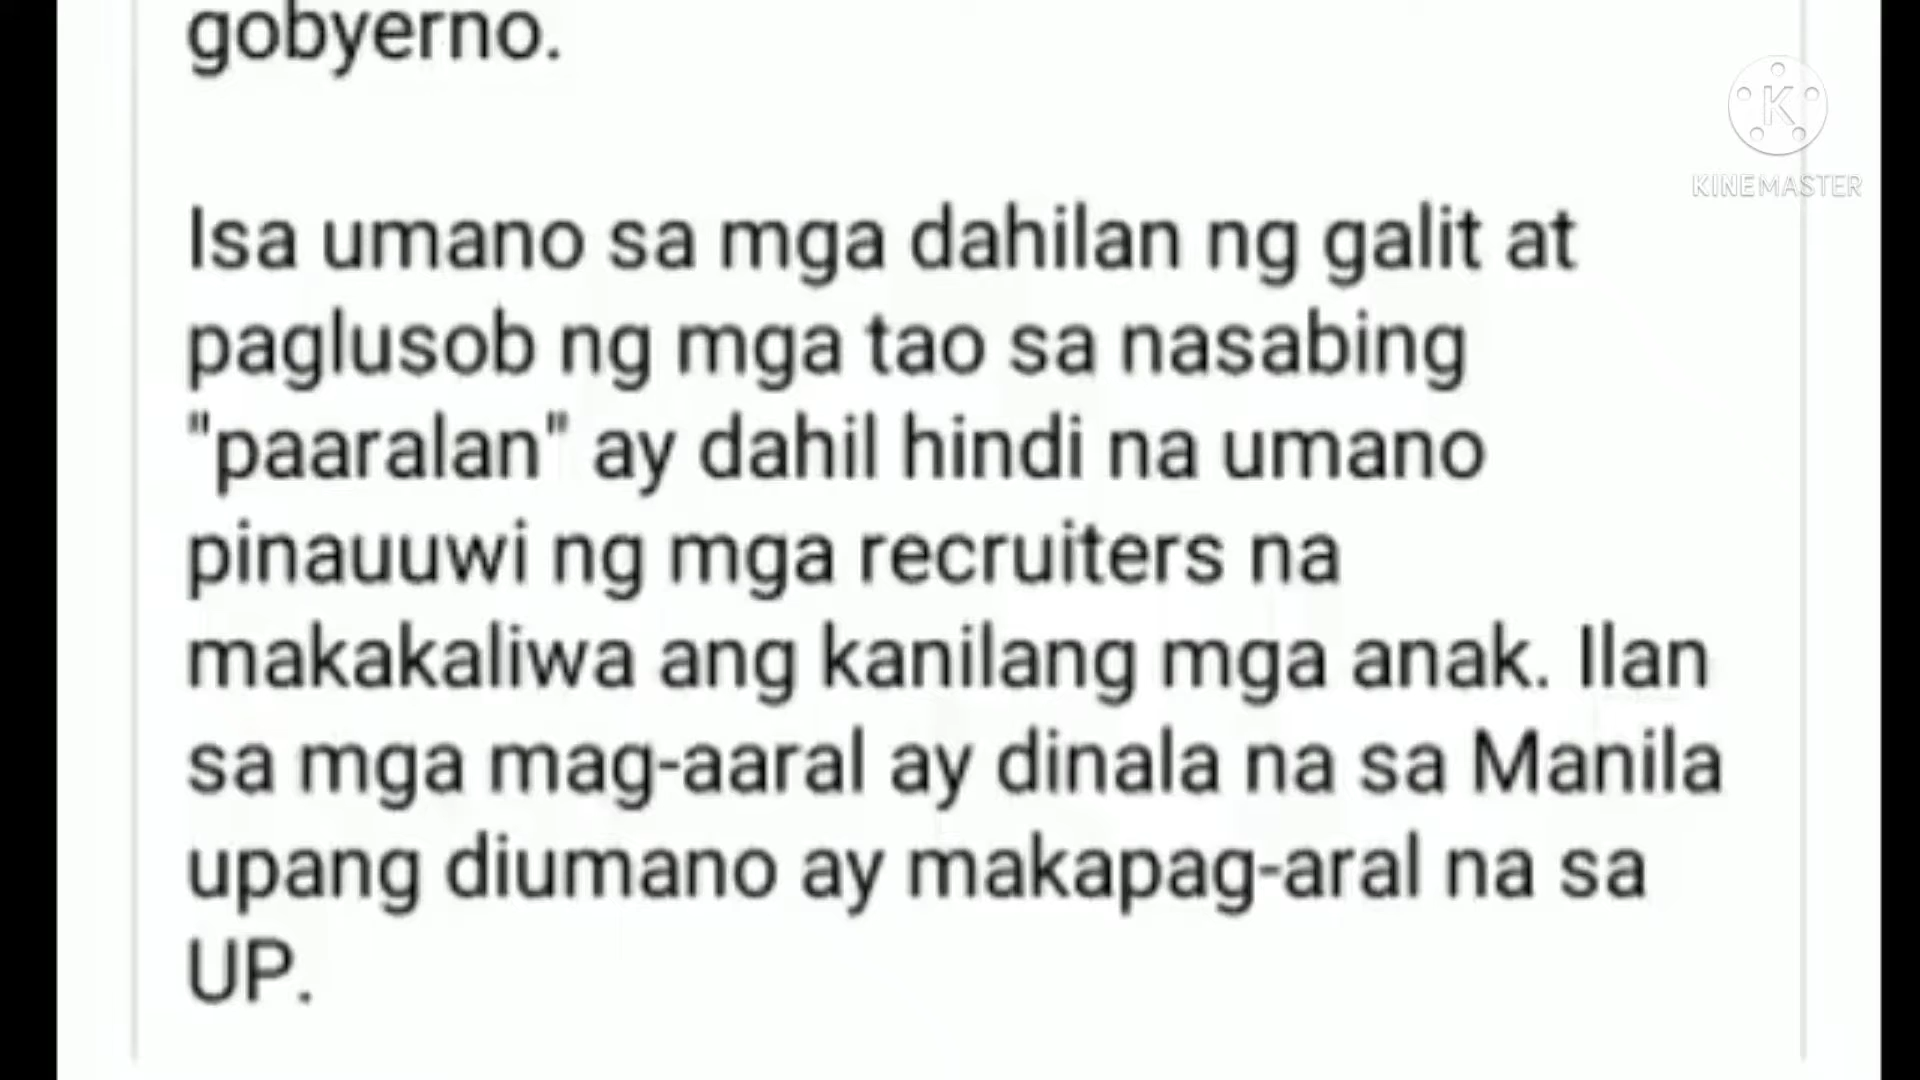 gobyerno.
KINEMASTER
Isa umano sa mga dahilan ng galit at
paglusob ng mga tao sa nasabing
"paaralan" ay dahil hindi na umano
pinauuwi ng mga recruiters na
makakaliwa ang kanilang mga anak. Ilan
sa mga mag-aaral ay dinala na sa Manila
upang diumano ay makapag-aral na sa
UP.